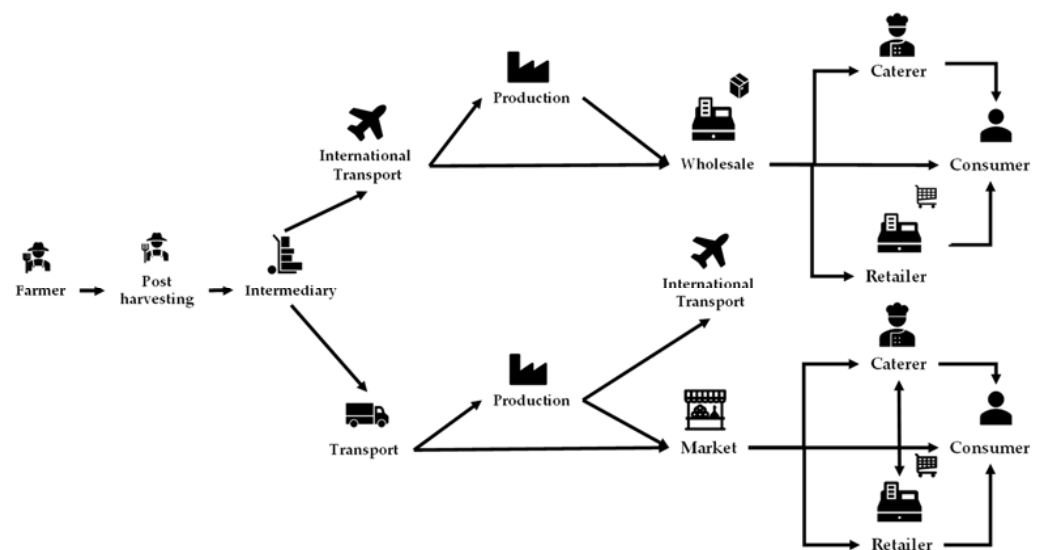 Caterer
Production
International
Transport
Wholesale
Consumer
Farmer
Post
harvesting
Intermediary
Retailer
International
Transport
Caterer
Production
Transport
Market
Consumer
Retailer